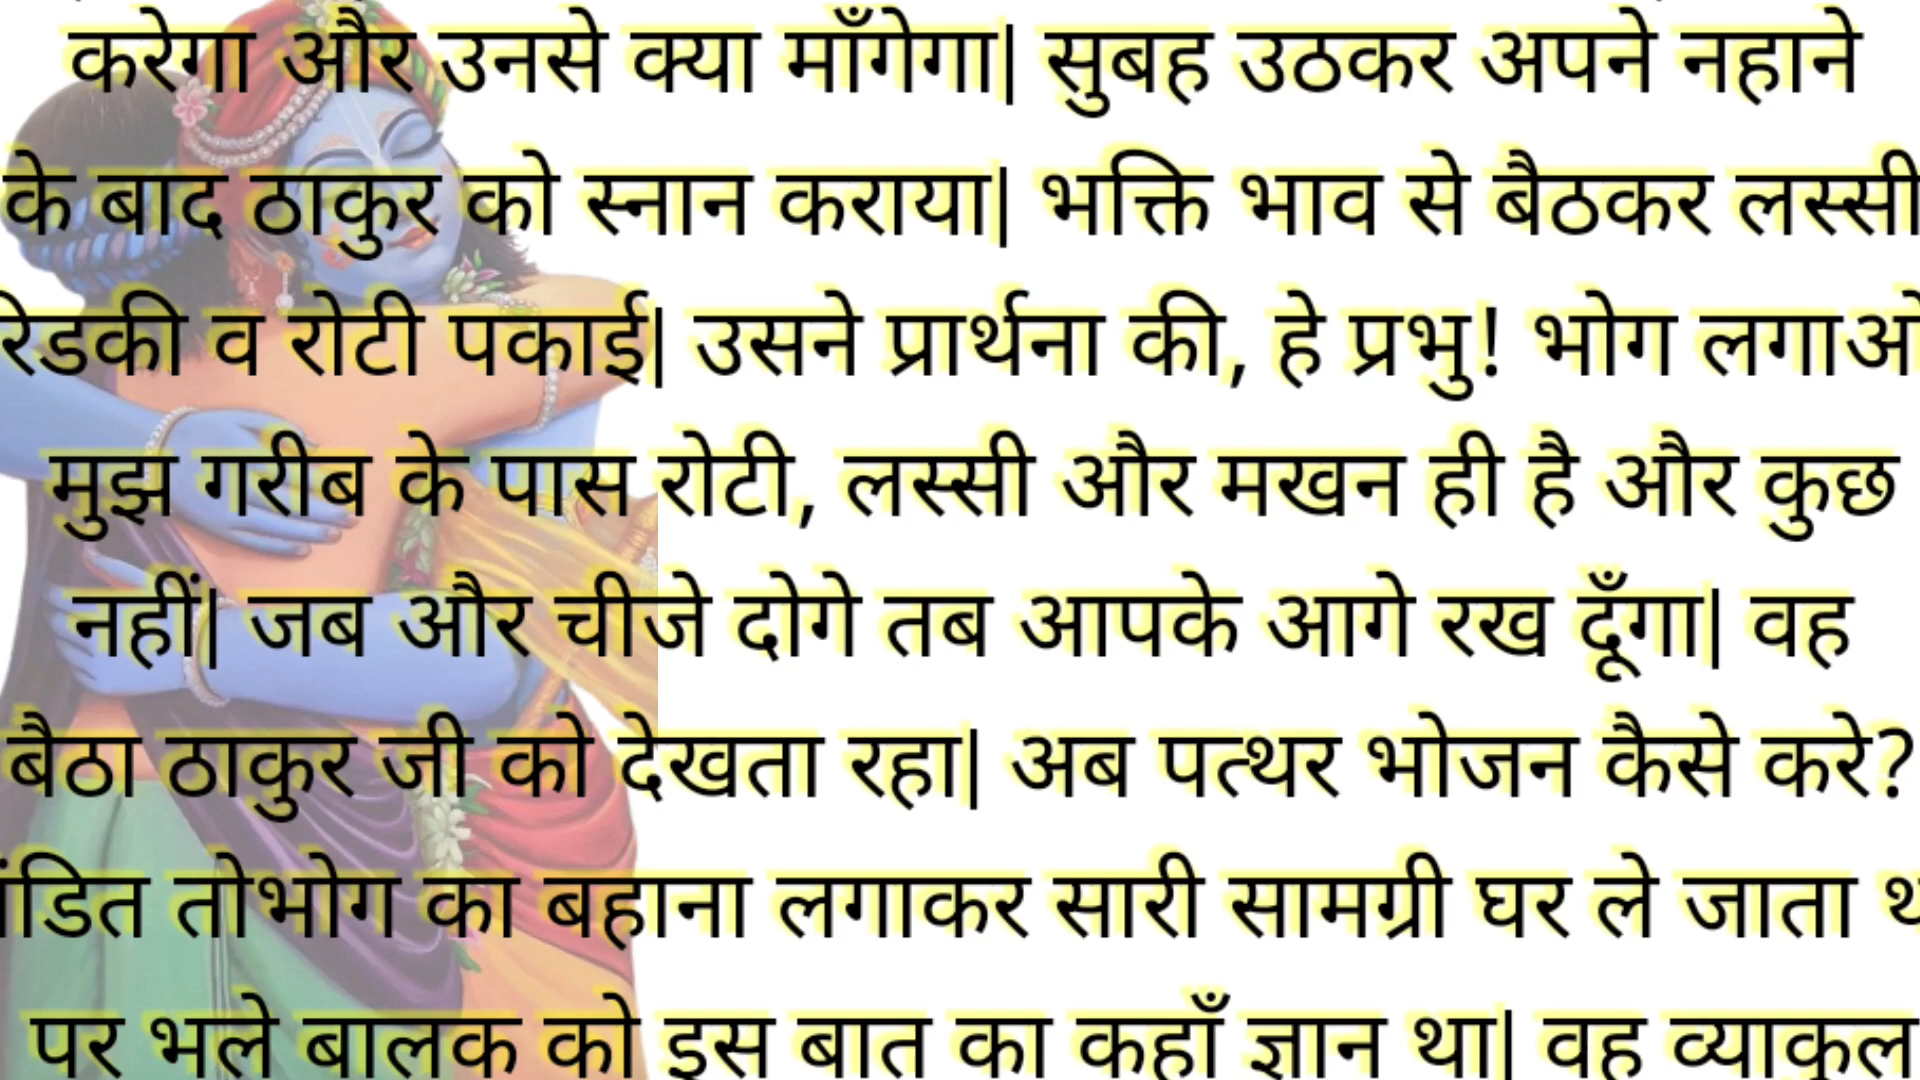 करेगा और उनसे क्या माँगेगा| सुबह उठकर अपने नहाने
के बाद ठाकुर को स्नान कराया| भक्ति भाव से बैठकर लस्सी
रिडकी व रोटी पकाई| उसने प्रार्थना की, हे प्रभु! भोग लगाओ
मुझ गरीब के पास रोटी, लस्सी और मखन ही है और कुछ
नहीं| जब और चीजे दोगे तब आपके आगे रख दूँगा| वह
बैठा ठाकुर जी को देखता रहा| अब पत्थर भोजन कैसे करे?
तोभोग का बहाना लगाकर सारी सामग्री घर ले जाता
पर भले बालक को इस बात का कहाँ ज्ञान था| वह व्याकुल